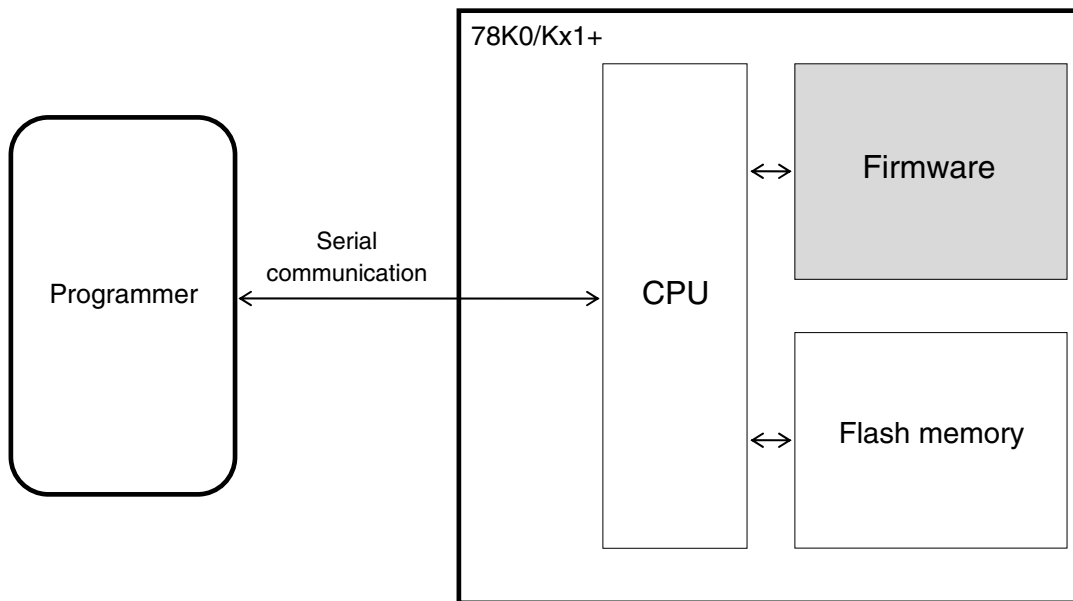 78K0/Kx1+
Firmware
Serial
communication
Programmer
CPU
Flash memory